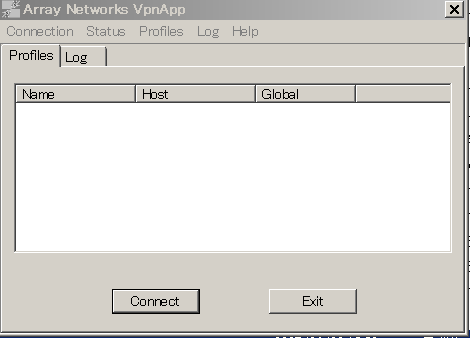 Array Networks VpnApp
Connection Status Profiles Log Help
Profiles Log
Name Host Global
Connect Exit